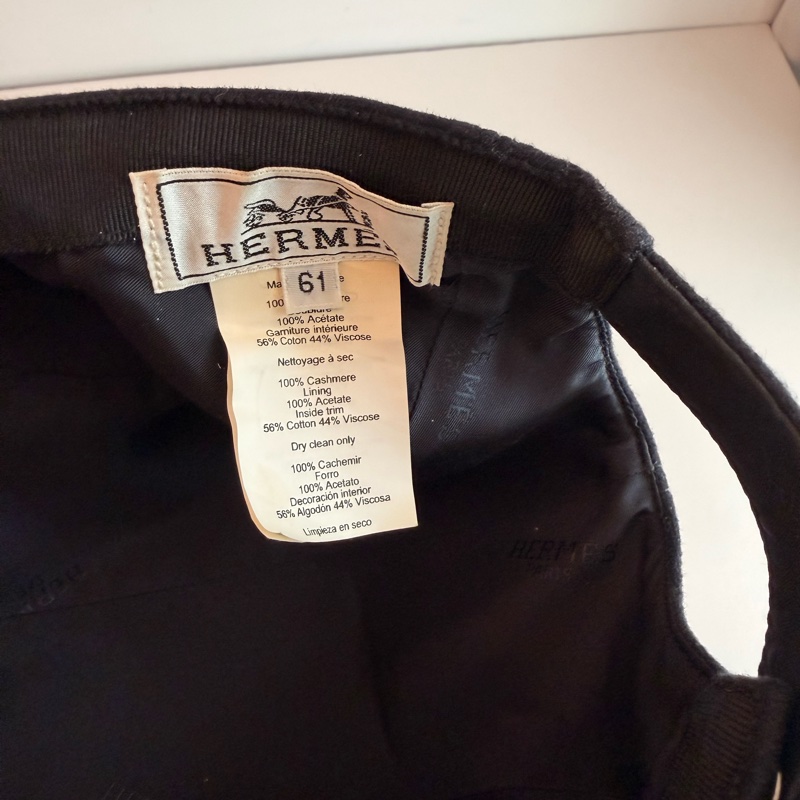 HERMES
61
100
100% Acétate
Garniture intérieure
56% Coton 44% Viscose
Nettoyage à sec
100% Cashmere
Lining
100% Acetate
Inside trim
56% Cotton 44% Viscose
Dry clean only
100% Cachemir
Forro
100% Acetato
Decoración interior
56% Algodón 44% Viscosa
Limpieza en seco
HERMES
HERMES